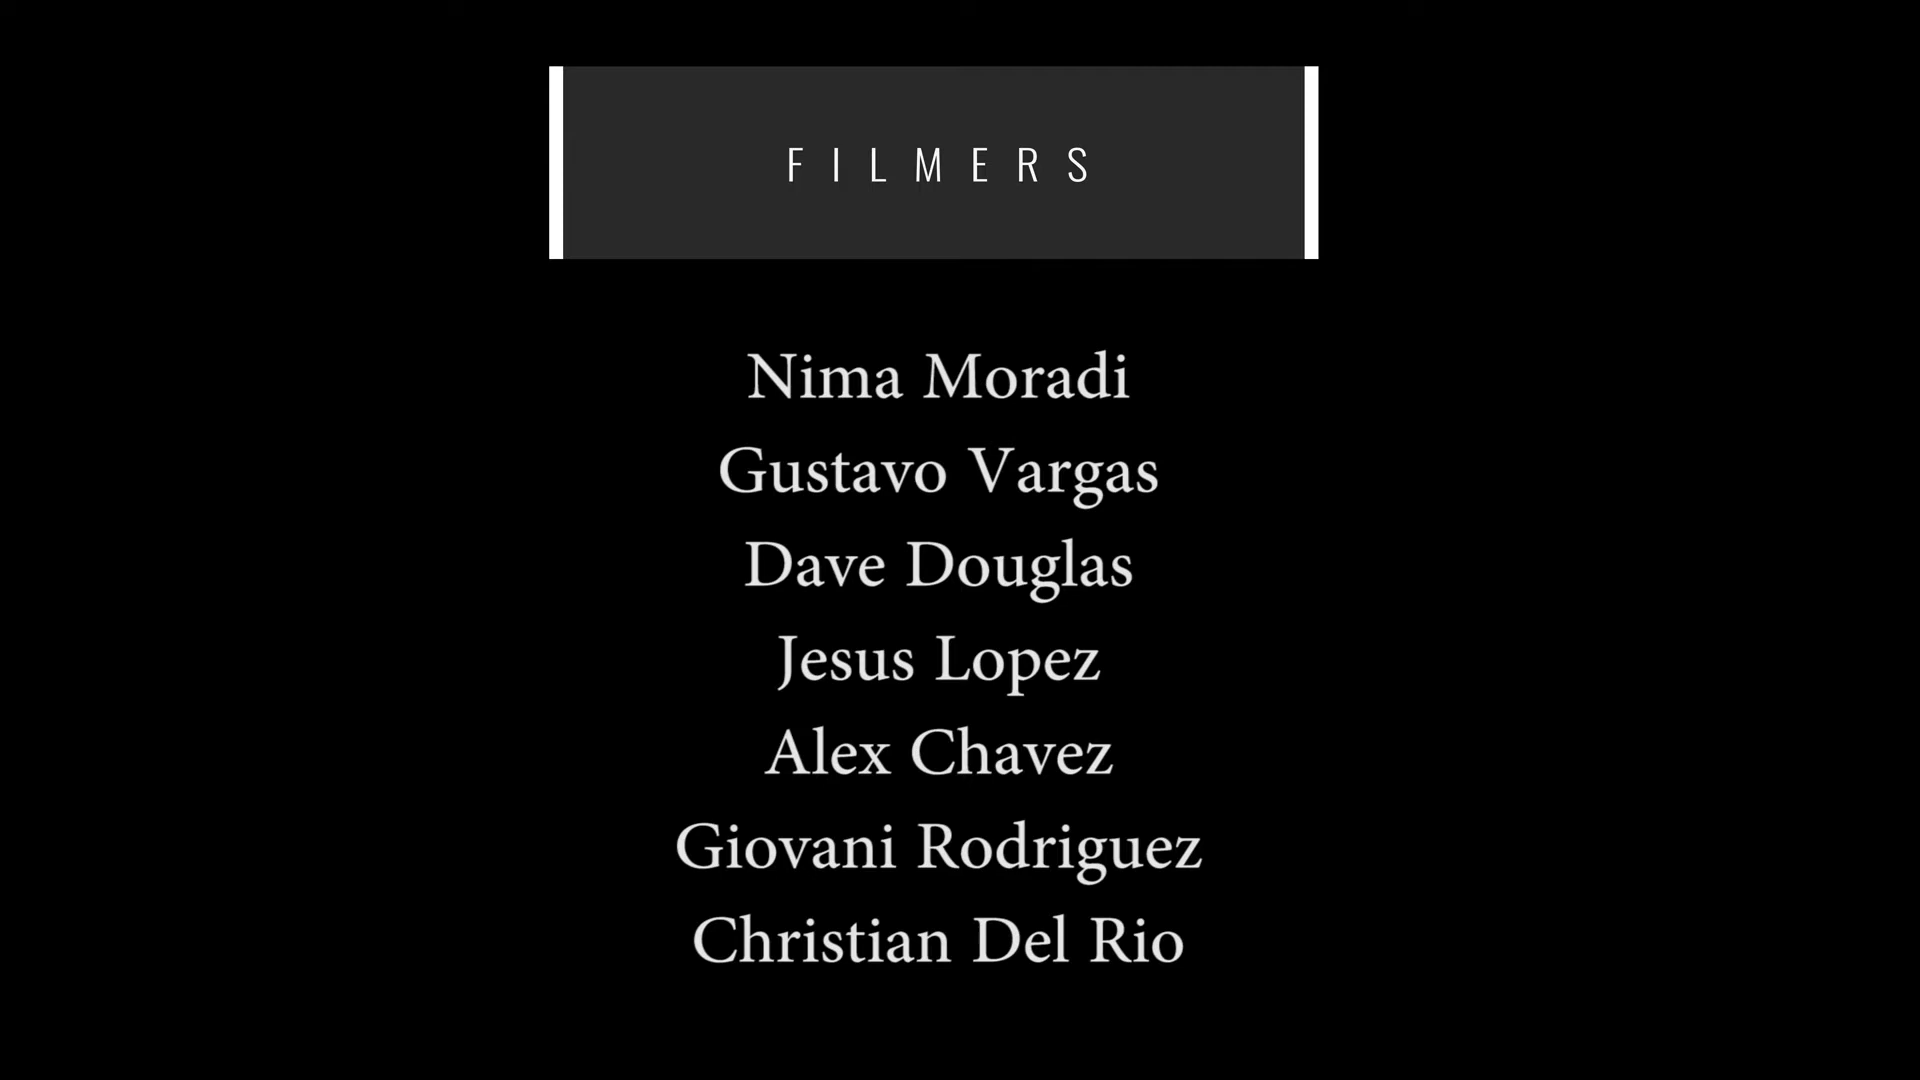 FILMERS
Nima Moradi
Gustavo Vargas
Dave Douglas
Jesus Lopez
Alex Chavez
Giovani Rodriguez
Christian Del Rio